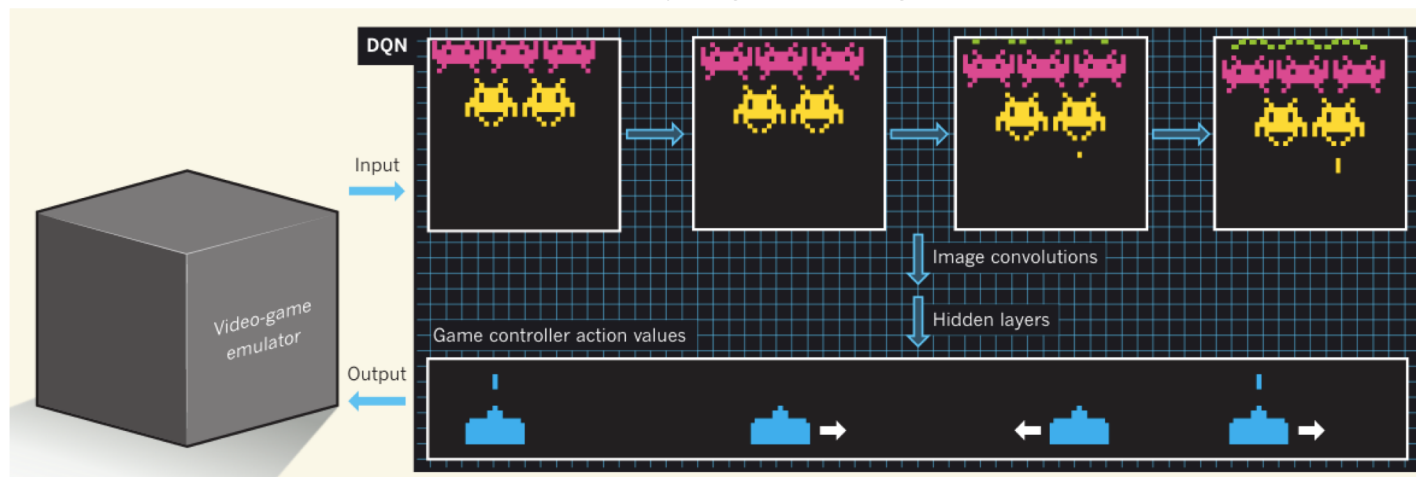 DQN
Input
Image convolutions
Video-game
emulator
Hidden layers
Game controller action values
Output